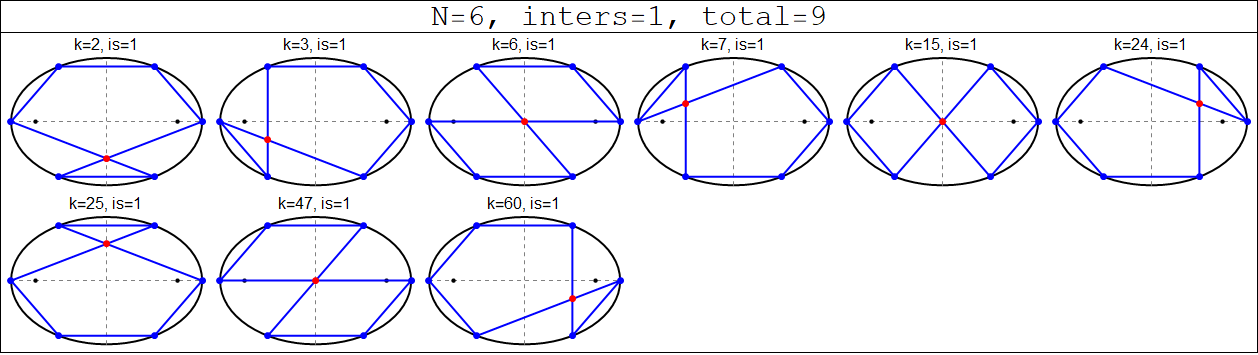 N=6, inters=1, total=9
k=2, is=1 k=3, is=1 k=6, is=1 k=7, is=1 k=15, is=1 k=24, is=1
k=25, is=1 k=47, is=1 k=60, is=1